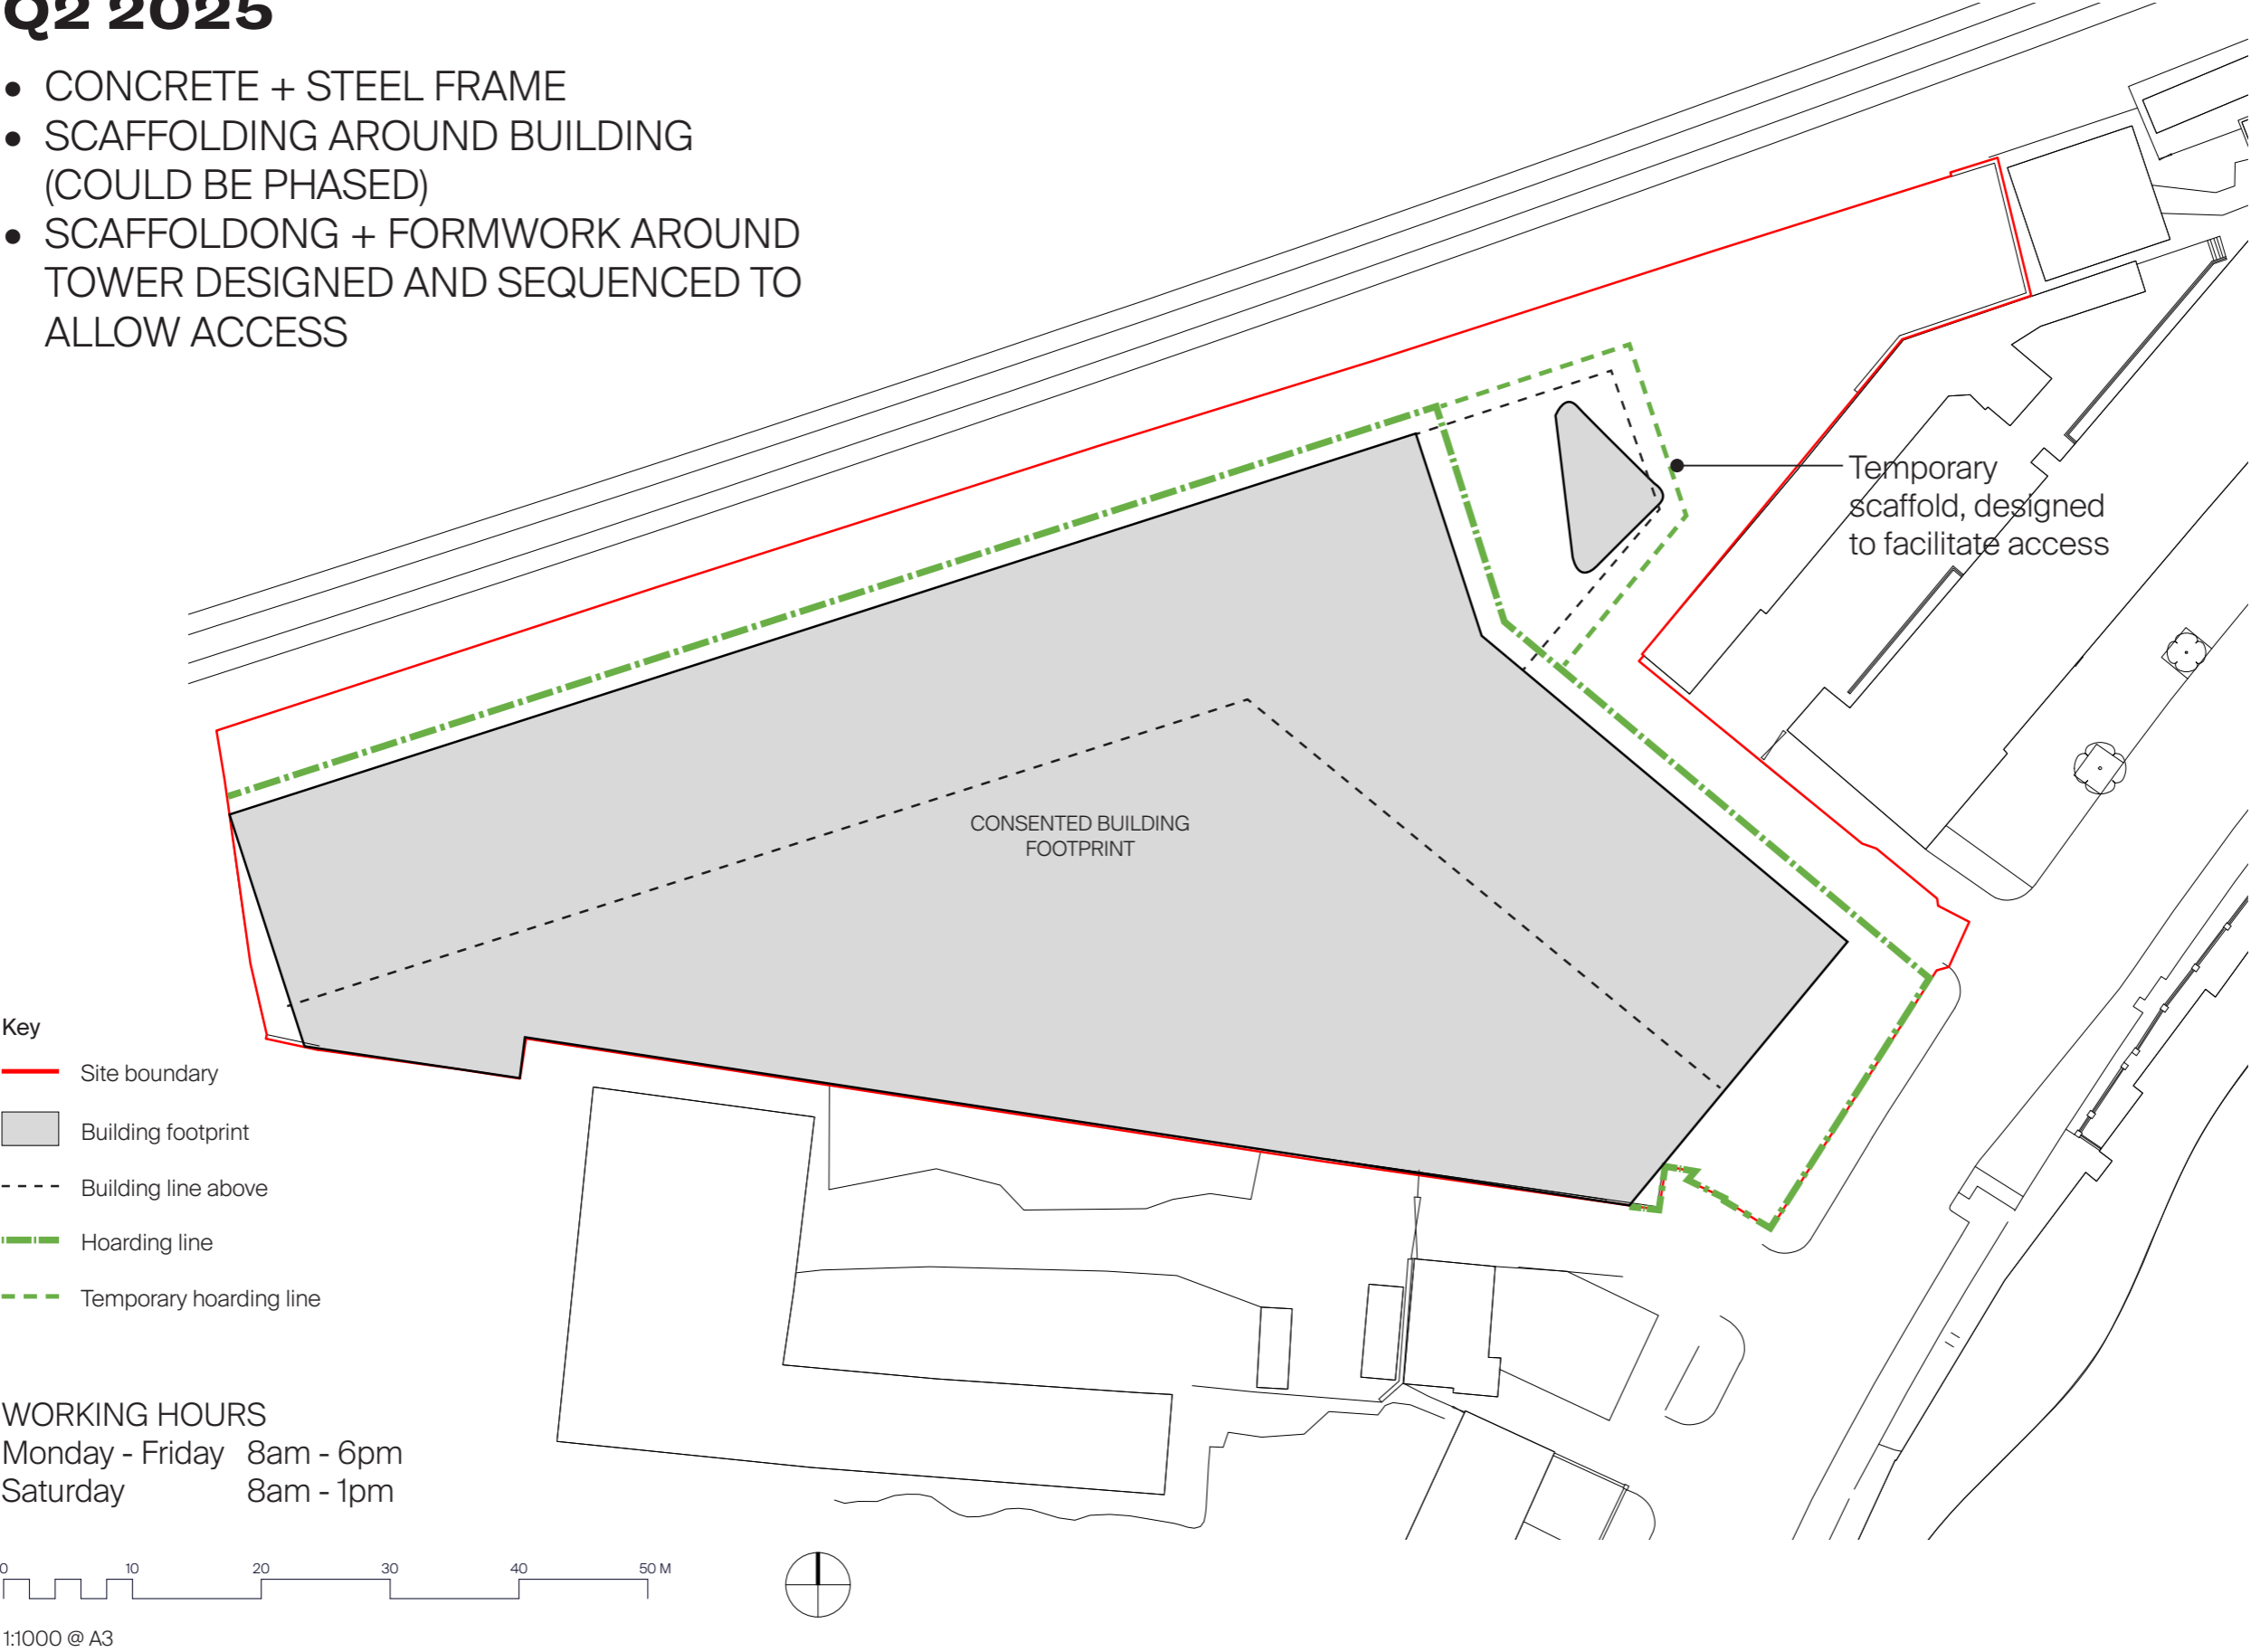 Q2 2025
• CONCRETE + STEEL FRAME
• SCAFFOLDING AROUND BUILDING
(COULD BE PHASED)
• SCAFFOLDONG + FORMWORK AROUND
TOWER DESIGNED AND SEQUENCED TO
ALLOW ACCESS
Temporary
scaffold, designed
to facilitate access
CONSENTED BUILDING
FOOTPRINT
Key
Site boundary
Building footprint
Building line above
Hoarding line
Temporary hoarding line
WORKING HOURS
Monday - Friday 8am - 6pm
Saturday 8am - 1pm
0 10 20 30 40 50 M
1:1000 @ A3